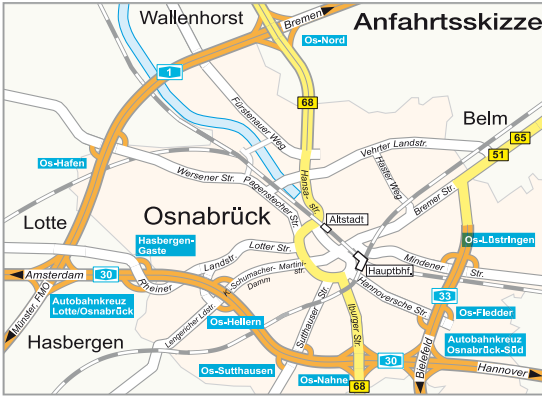 Wallenhorst
Bremen
Anfahrtsskizze
Os-Nord
1
68
Fürstenauer Weg
Belm
65
51
Vehrter Landstr.
Os-Hafen
Wersener Str.
Pagenstecher Str.
Hansa- str.
Haster Weg
Bremer Str.
Lotte
Osnabrück
Altstadt
Hasbergen-
Gaste
Lotter Str.
Os-Lüstringen
Landstr.
Mindener Str.
Amsterdam
30
Rheiner
K.-Schumacher-
Damm
Martini-
str.
Hauptbhf.
Hannoversche Str.
33
Münster, FMO
Autobahnkreuz
Lotte/Osnabrück
Lengericher Ldstr.
Os-Hellern
Sutthauser Str.
Iburger Str.
Os-Fledder
Autobahnkreuz
Osnabrück-Süd
Hasbergen
Bielefeld
Os-Sutthausen
Os-Nahne
30
Hannover
68